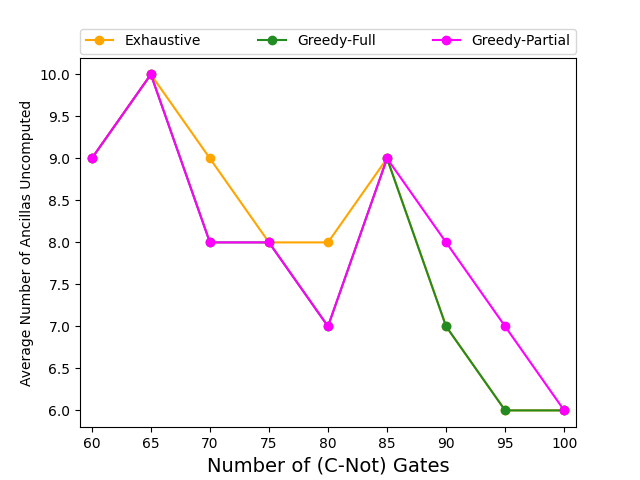 Exhaustive Greedy-Full Greedy-Partial
10.0
9.5
9.0
8.5
8.0
7.5
7.0
6.5
6.0
Average Number of Ancillas Uncomputed
60 65 70 75 80 85 90 95 100
Number of (C-Not) Gates